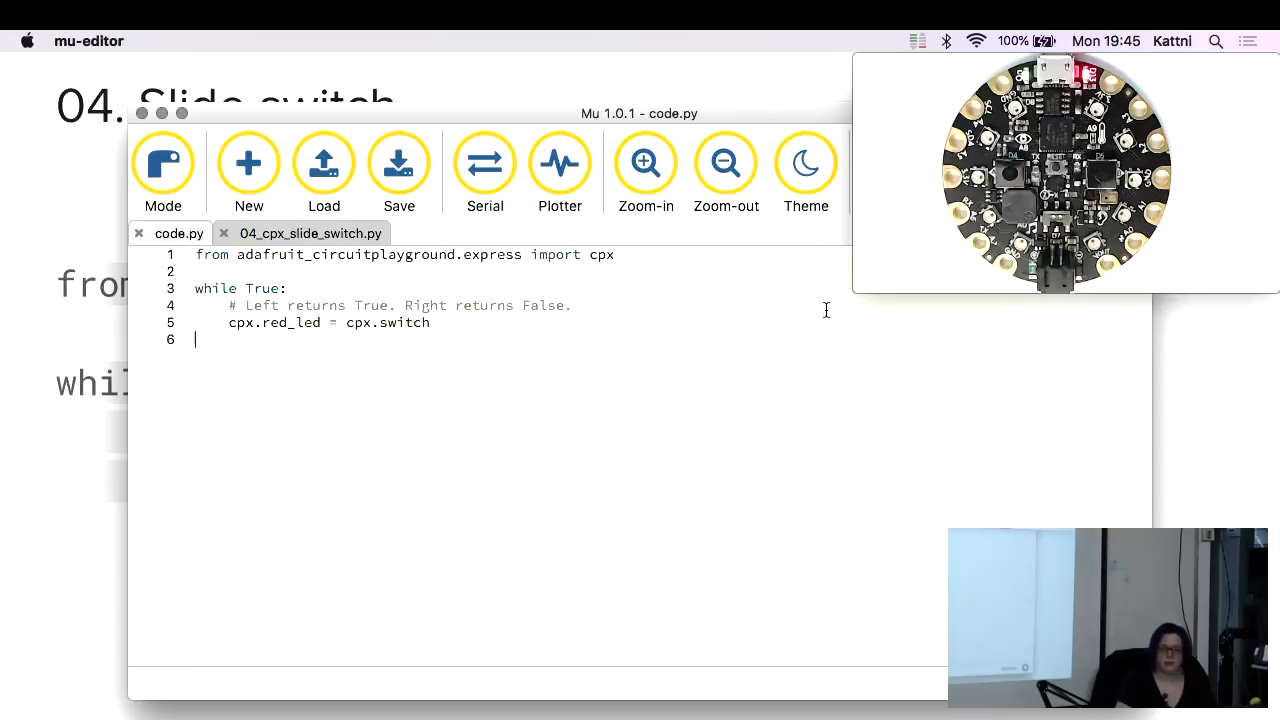 mu-editor
100%
Mon 19:45
Kattni
04. Slide switch
Mu 1.0.1 - code.py
Mode
New
Load
Save
Serial
Plotter
Zoom-in
Zoom-out
Theme
code.py
04_cpx_slide_switch.py
1 from adafruit_circuitplayground.express import cpx
2
3 while True:
4 # Left returns True. Right returns False.
5 cpx.red_led = cpx.switch
6